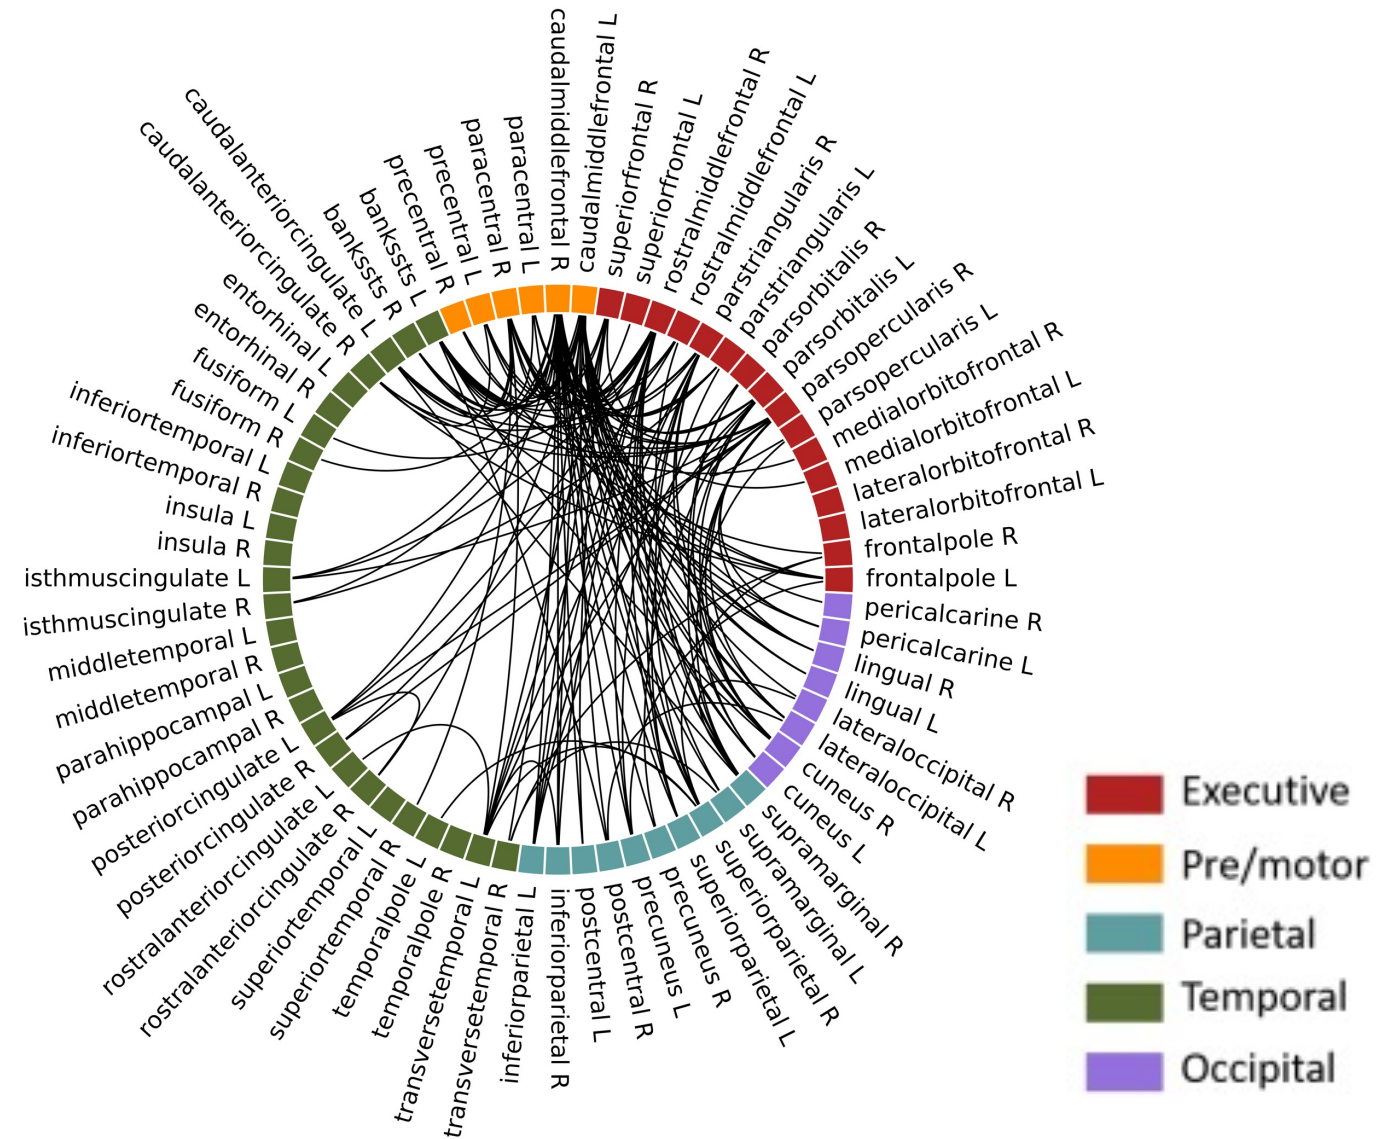 caudalmiddlefrontal R
caudalmiddlefrontal L
superiorfrontal R
superiorfrontal L
rostralmiddlefrontal R
rostralmiddlefrontal L
parstriangularis R
parstriangularis L
parsorbitalis R
parsorbitalis L
parsopercularis R
parsopercularis L
medialorbitofrontal R
medialorbitofrontal L
lateralorbitofrontal R
lateralorbitofrontal L
frontalpole R
frontalpole L
pericalcarine R
pericalcarine L
lingual R
lingual L
lateraloccipital R
lateraloccipital L
cuneus R
cuneus L
supramarginal R
supramarginal L
superiorparietal R
superiorparietal L
precuneus R
precuneus L
postcentral R
postcentral L
inferiorparietal R
inferiorparietal L
transversetemporal R
transversetemporal L
temporalpole R
temporalpole L
superiortemporal R
superiortemporal L
rostralanteriorcingulate R
rostralanteriorcingulate L
posteriorcingulate R
posteriorcingulate L
parahippocampal R
parahippocampal L
middletemporal R
middletemporal L
isthmuscingulate R
isthmuscingulate L
insula R
insula L
inferiortemporal R
inferiortemporal L
fusiform R
fusiform L
entorhinal R
entorhinal L
caudalanteriorcingulate R
caudalanteriorcingulate L
bankssts R
bankssts L
precentral R
precentral L
paracentral R
paracentral L
Executive
Pre/motor
Parietal
Temporal
Occipital